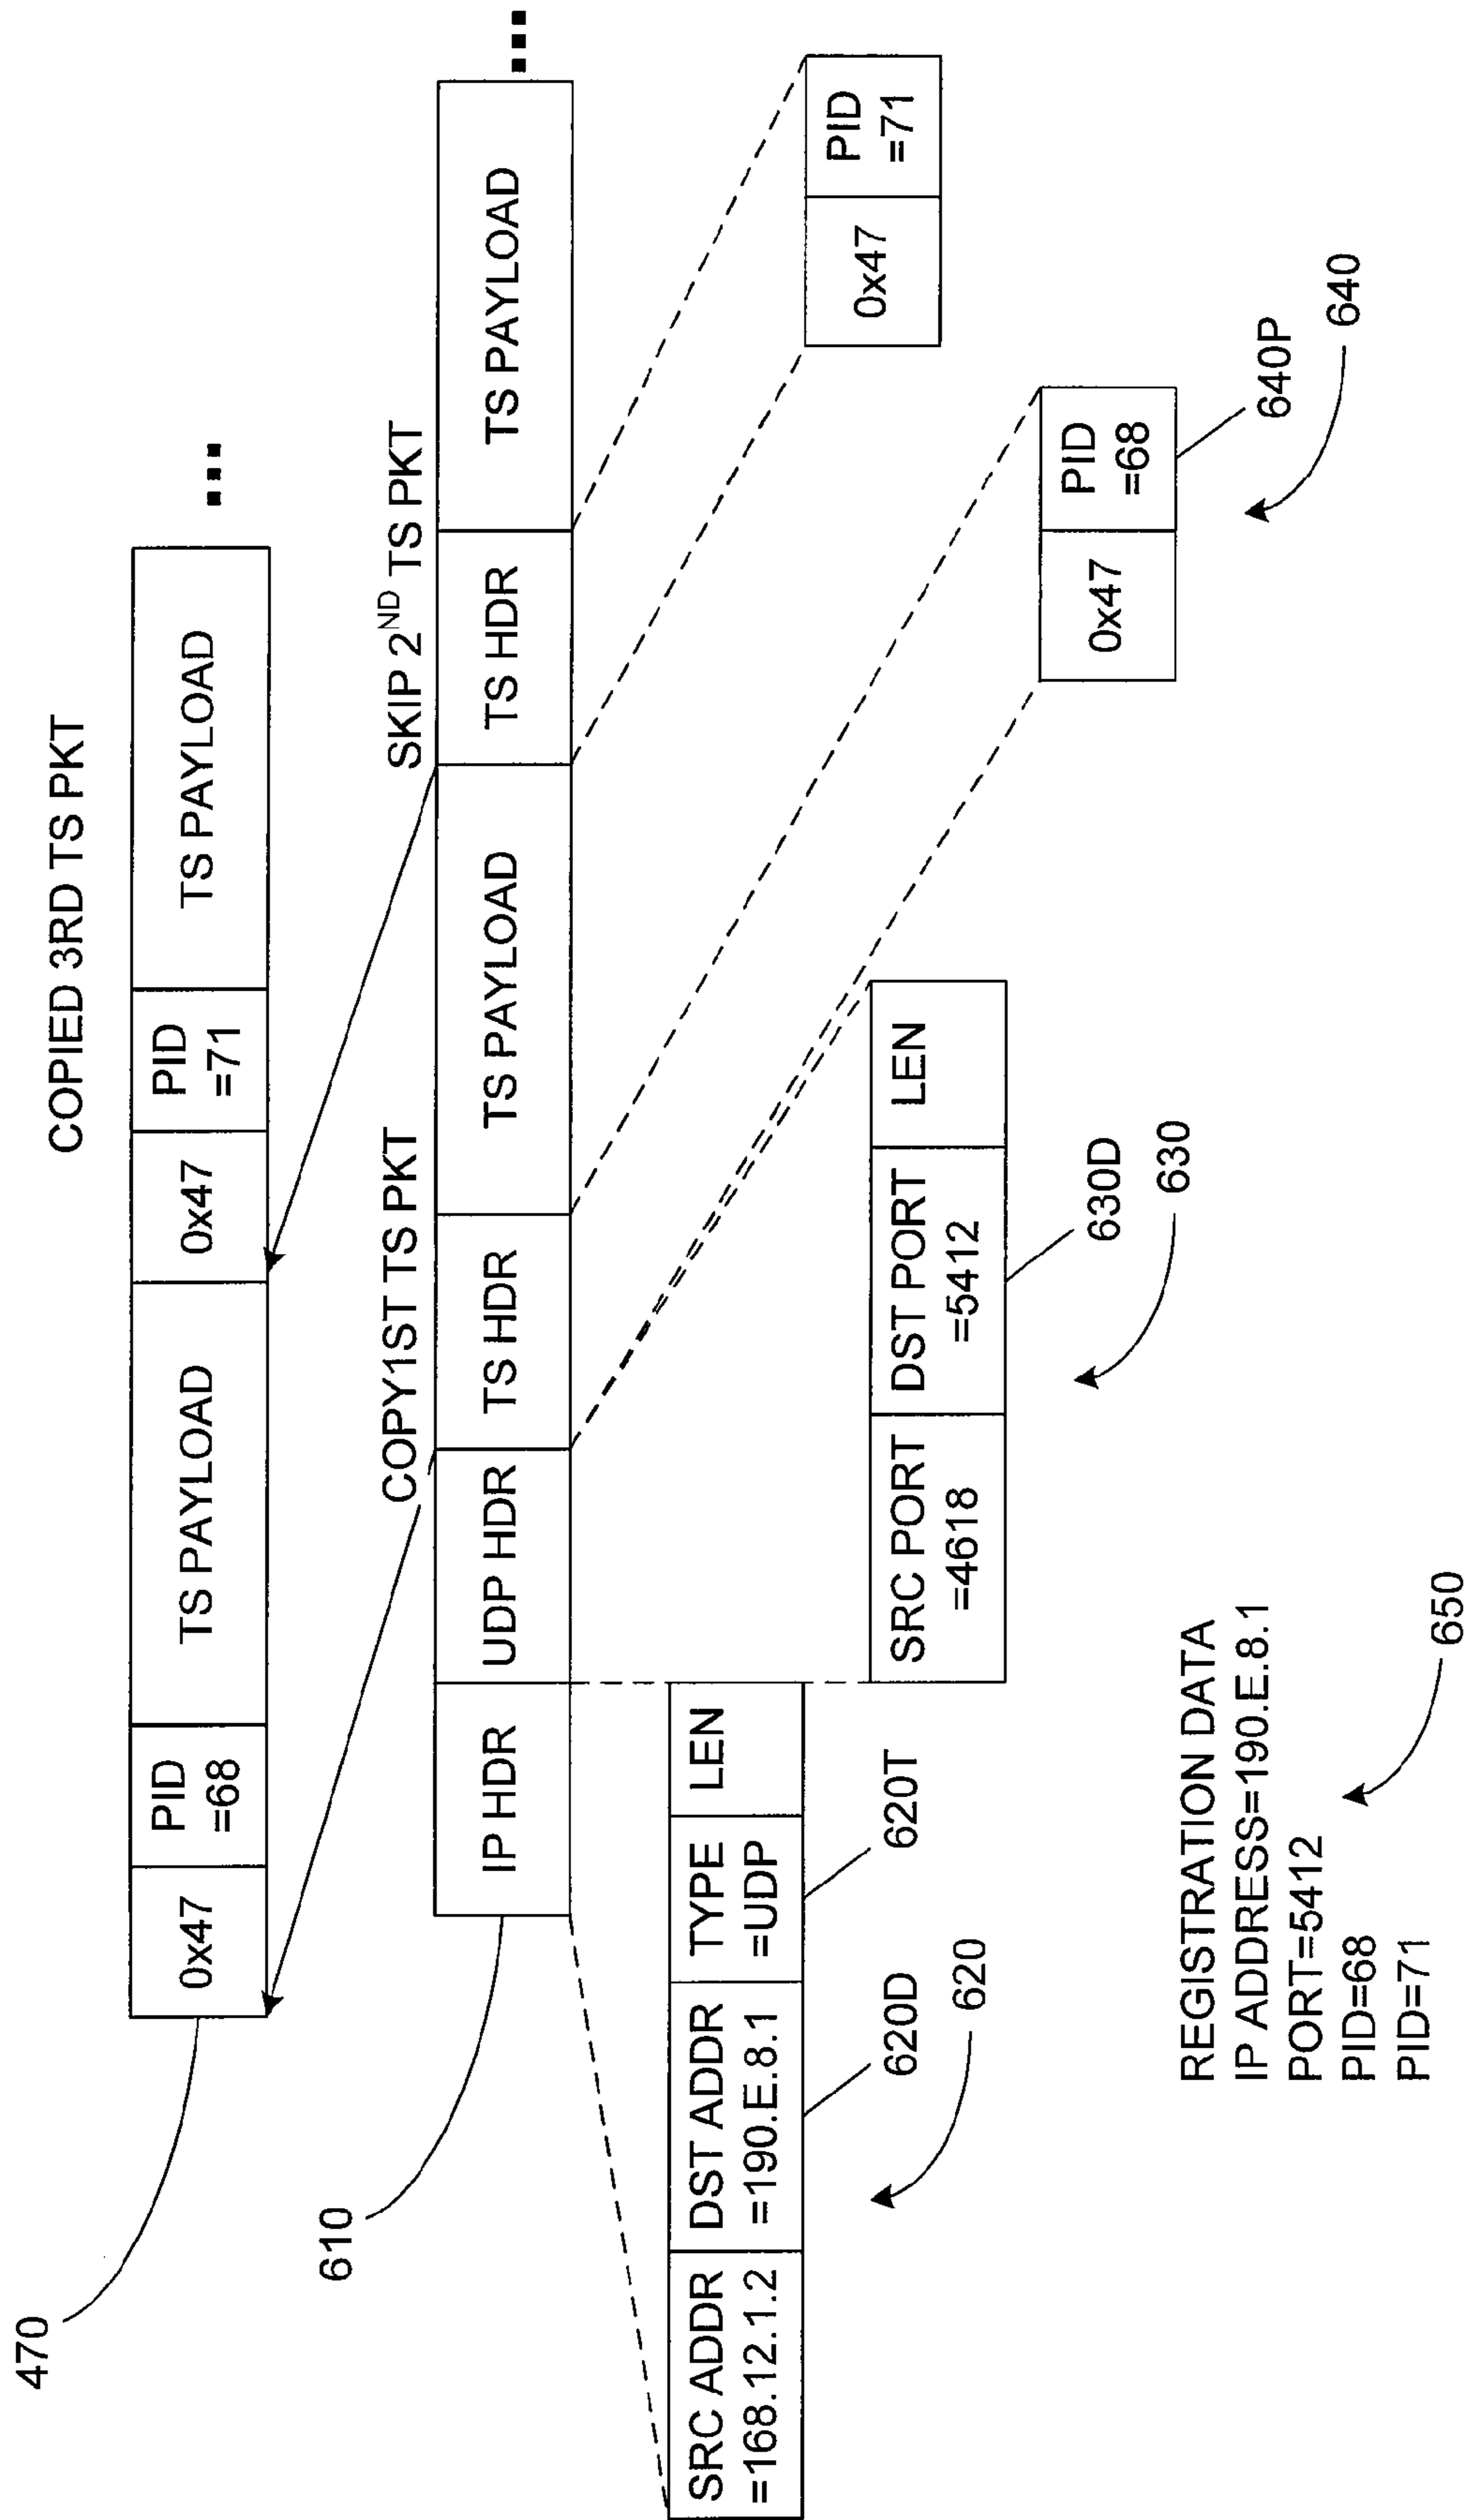 470
COPIED 3RD TS PKT
0x47
PID
=68
TS PAYLOAD
0x47
PID
=71
TS PAYLOAD
...
610
COPY1ST TS PKT
SKIP 2ND TS PKT
IP HDR
UDP HDR
TS HDR
TS PAYLOAD
TS HDR
TS PAYLOAD
...
SRC ADDR
=168.12.1.2
DST ADDR
=190.E.8.1
TYPE
=UDP
LEN
620D
620T
620
SRC PORT
=4618
DST PORT
=5412
LEN
630D
630
0x47
PID
=68
640P
640
0x47
PID
=71
REGISTRATION DATA
IP ADDRESS=190.E.8.1
PORT=5412
PID=68
PID=71
650